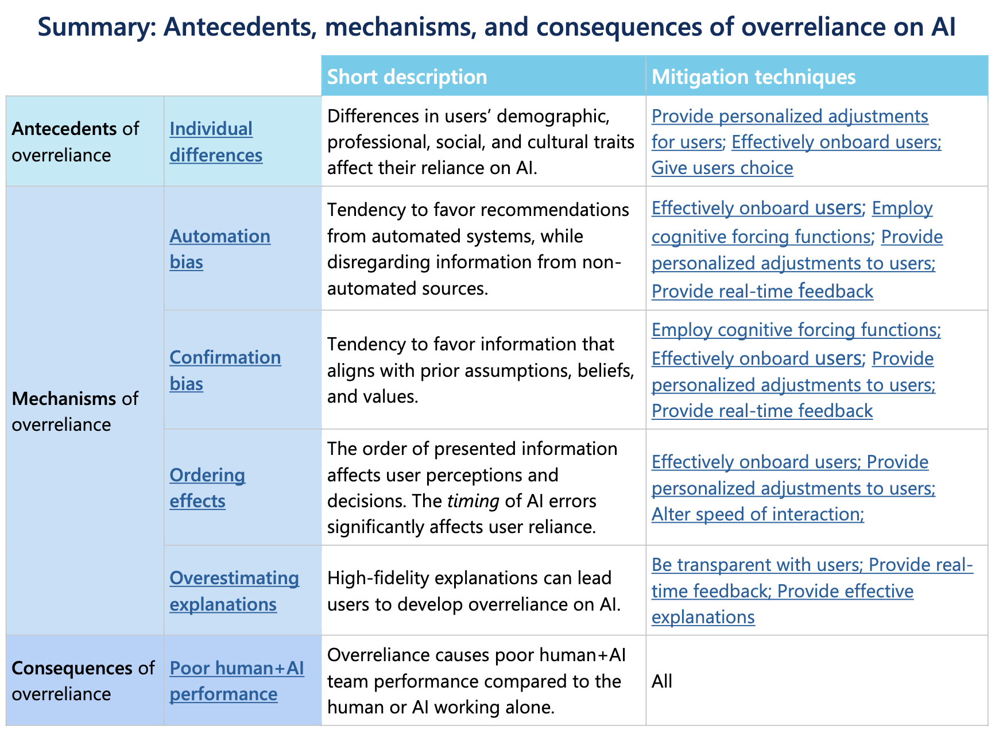 Summary: Antecedents, mechanisms, and consequences of overreliance on AI
Short description
Mitigation techniques
Antecedents of
overreliance
Individual
differences
Differences in users’ demographic,
professional, social, and cultural traits
affect their reliance on AI.
Provide personalized adjustments
for users; Effectively onboard users;
Give users choice
Mechanisms of
overreliance
Automation
bias
Tendency to favor recommendations
from automated systems, while
disregarding information from non-
automated sources.
Effectively onboard users; Employ
cognitive forcing functions; Provide
personalized adjustments to users;
Provide real-time feedback
Confirmation
bias
Tendency to favor information that
aligns with prior assumptions, beliefs,
and values.
Employ cognitive forcing functions;
Effectively onboard users; Provide
personalized adjustments to users;
Provide real-time feedback
Ordering
effects
The order of presented information
affects user perceptions and
decisions. The timing of AI errors
significantly affects user reliance.
Effectively onboard users; Provide
personalized adjustments to users;
Alter speed of interaction;
Overestimating
explanations
High-fidelity explanations can lead
users to develop overreliance on AI.
Be transparent with users; Provide real-
time feedback; Provide effective
explanations
Consequences of
overreliance
Poor human+AI
performance
Overreliance causes poor human+AI
team performance compared to the
human or AI working alone.
All